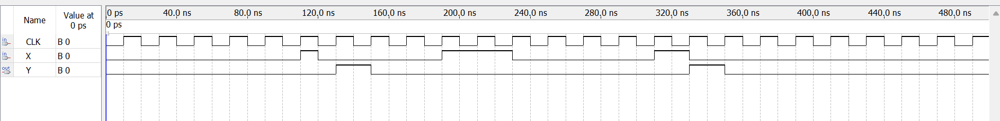 Name Value at 0 ps
0 ps 40.0 ns 80.0 ns 120.0 ns 160.0 ns 200.0 ns 240.0 ns 280.0 ns 320.0 ns 360.0 ns 400.0 ns 440.0 ns 480.0 ns
0 ps
in CLK B 0
in X B 0
out Y B 0